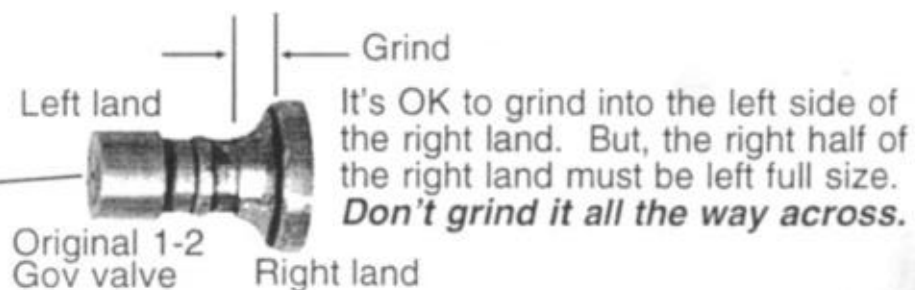 Grind
Left land
It's OK to grind into the left side of
the right land. But, the right half of
the right land must be left full size.
Don't grind it all the way across.
Original 1-2
Gov valve
Right land